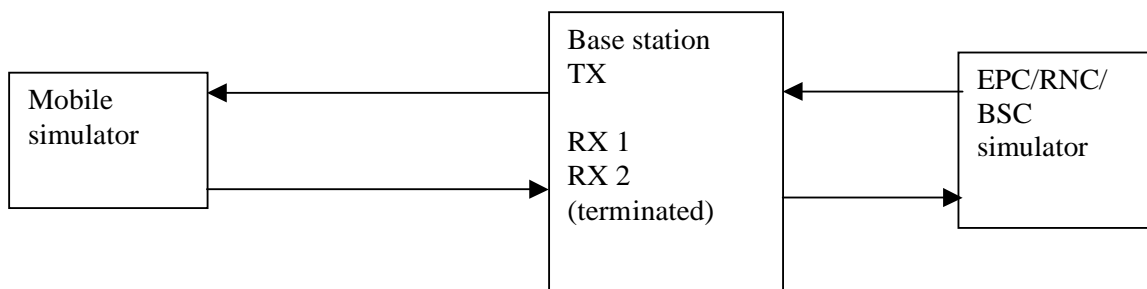 Mobile
simulator
Base station
TX
RX 1
RX 2
(terminated)
EPC/RNC/
BSC
simulator